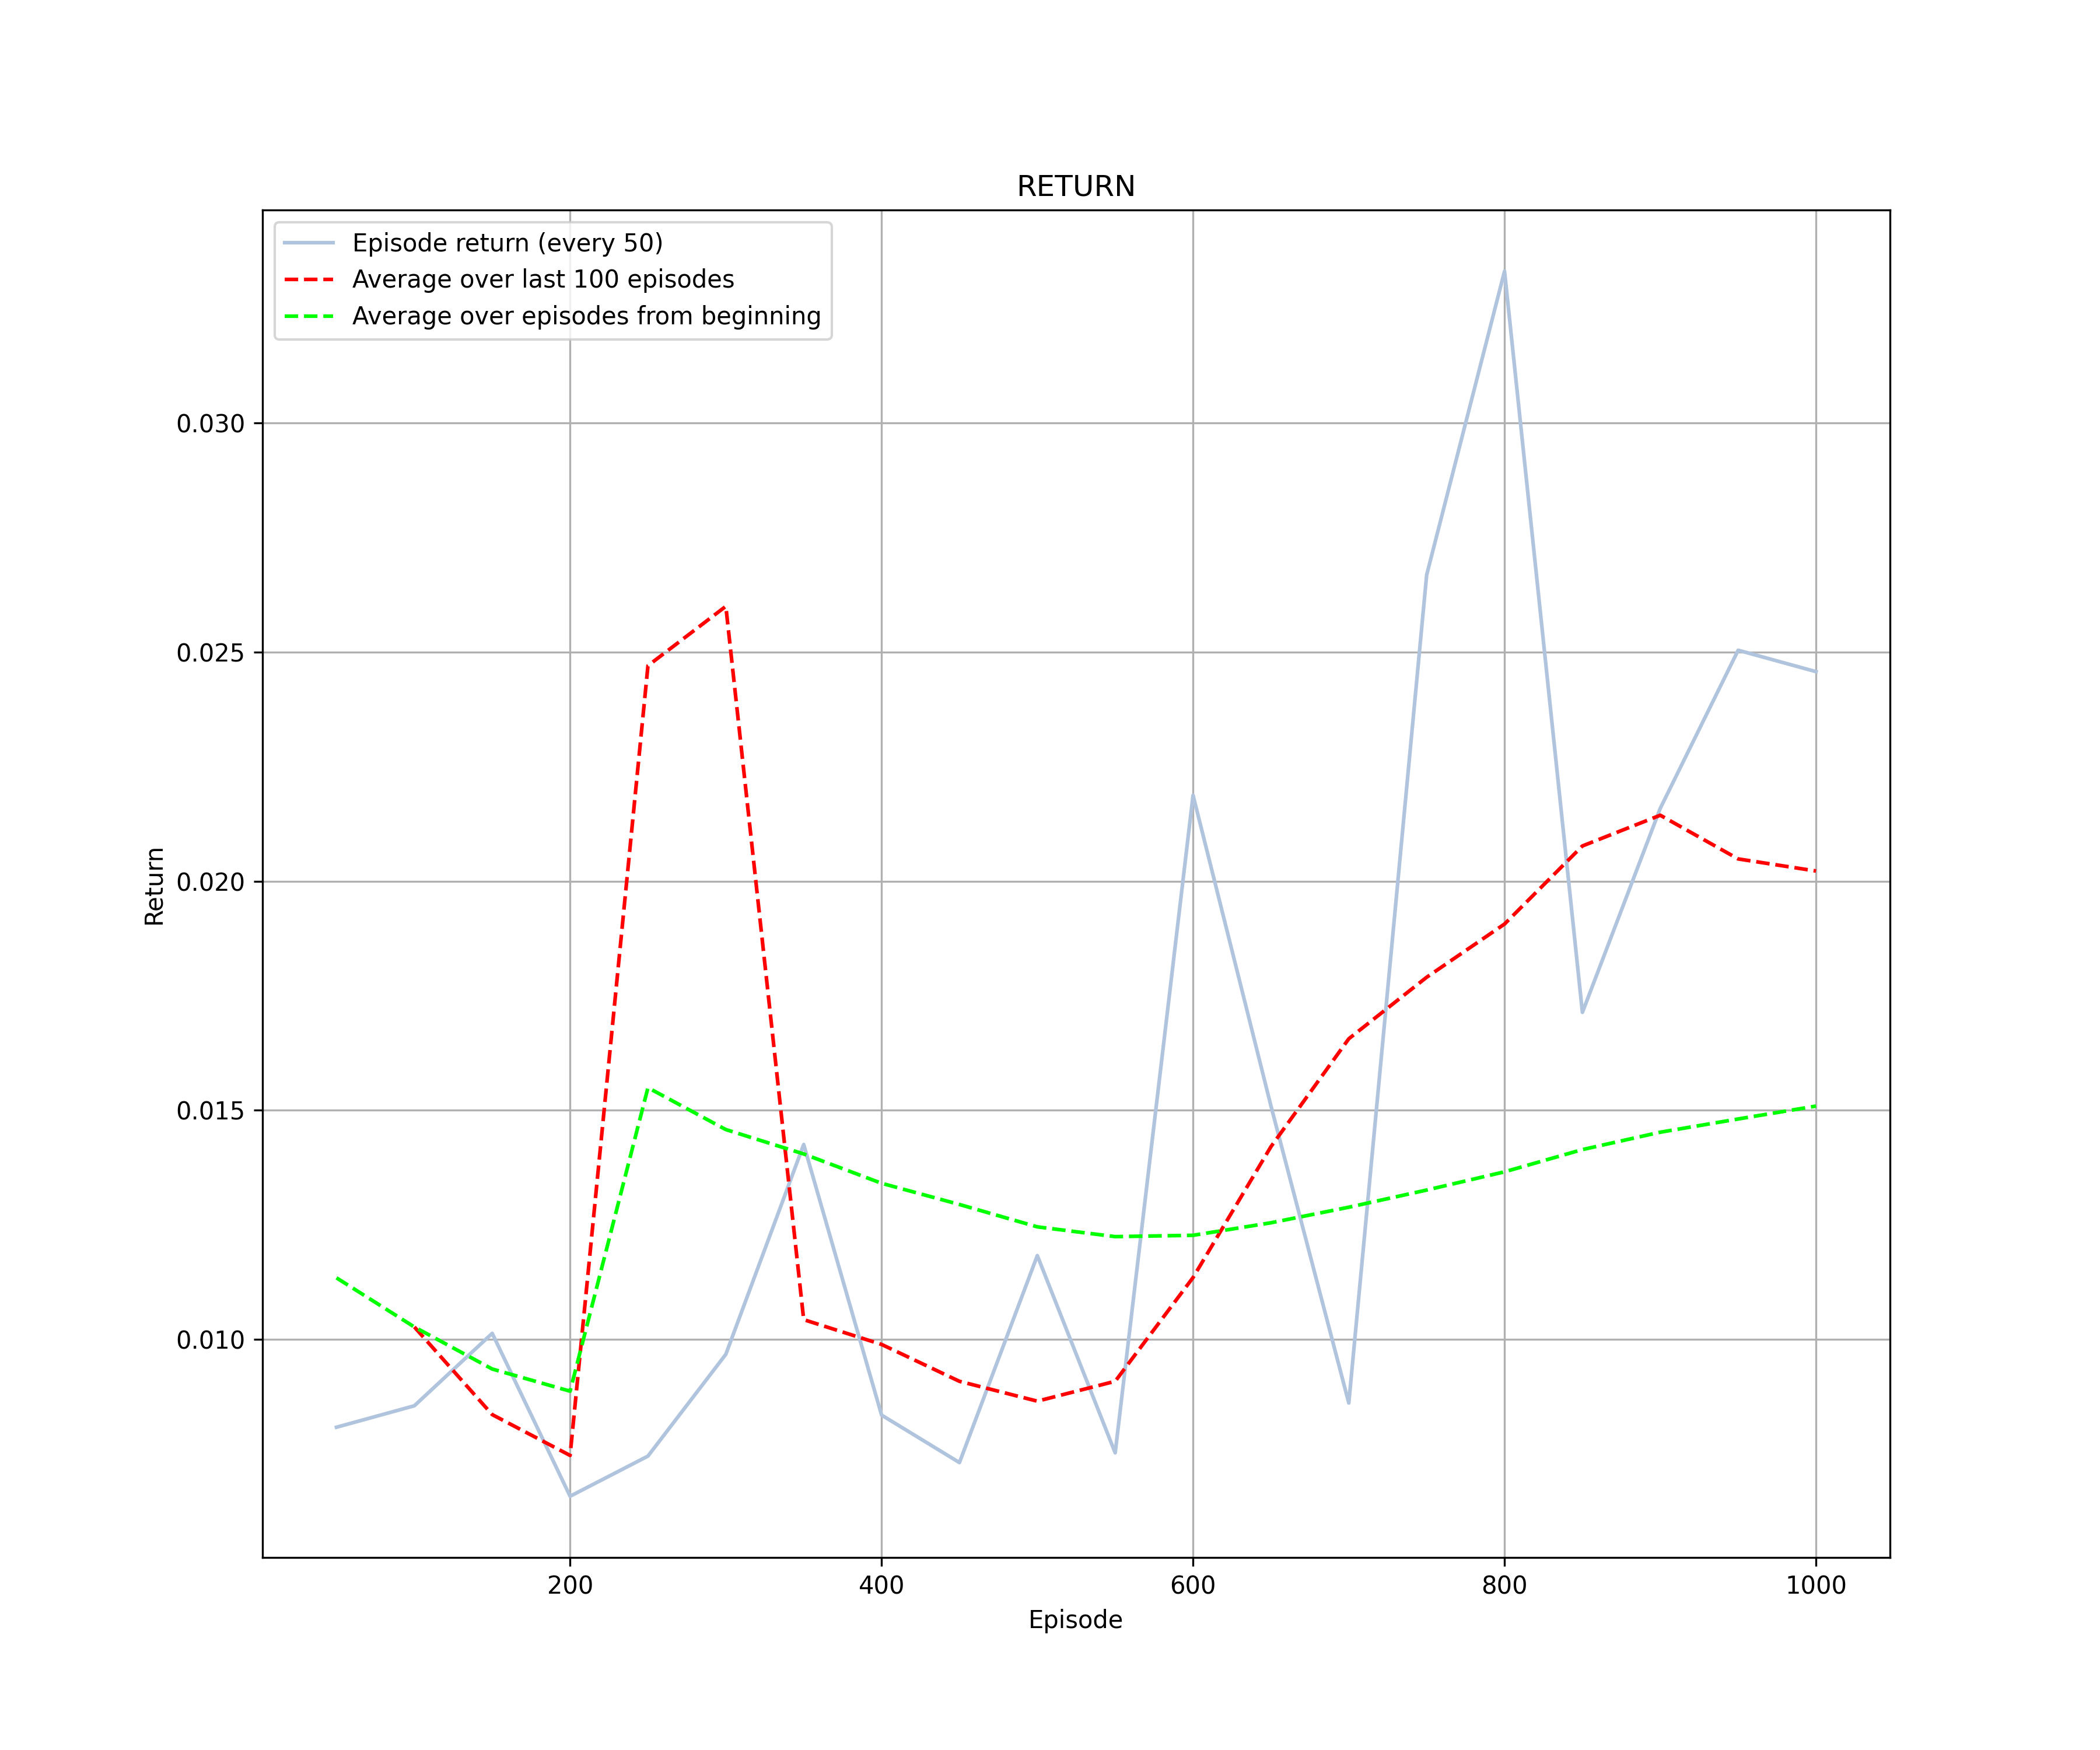 RETURN
Episode return (every 50)
Average over last 100 episodes
Average over episodes from beginning
0.030
0.025
0.020
0.015
0.010
Return
200 400 600 800 1000
Episode